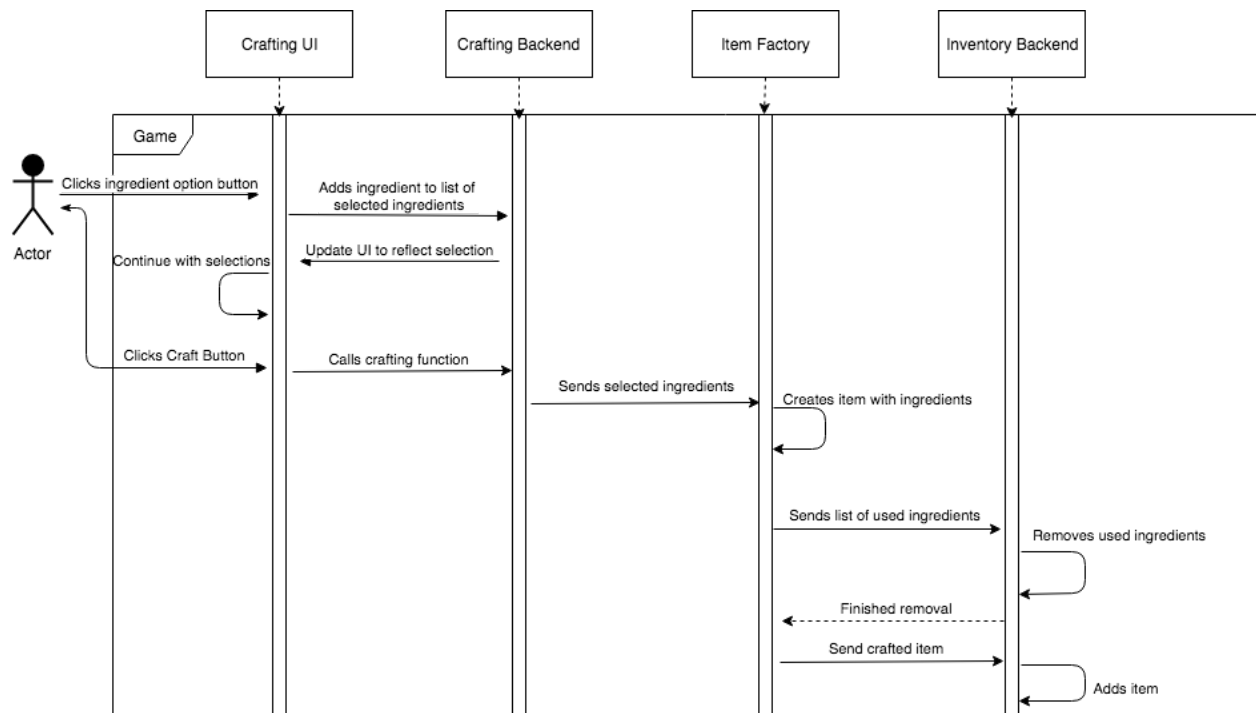 Crafting UI
Crafting Backend
Item Factory
Inventory Backend
Game
Actor
Clicks ingredient option button
Adds ingredient to list of
selected ingredients
Update UI to reflect selection
Continue with selections
Clicks Craft Button
Calls crafting function
Sends selected ingredients
Creates item with ingredients
Sends list of used ingredients
Removes used ingredients
Finished removal
Send crafted item
Adds item